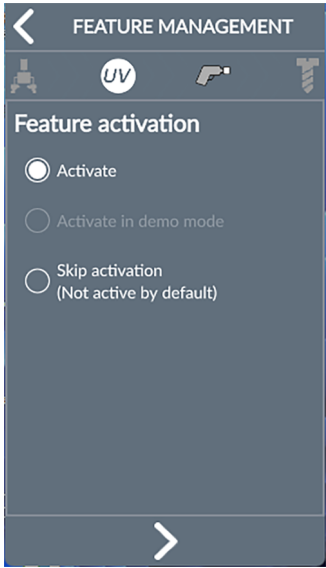 FEATURE MANAGEMENT
UV
Feature activation
Activate
Activate in demo mode
Skip activation
(Not active by default)